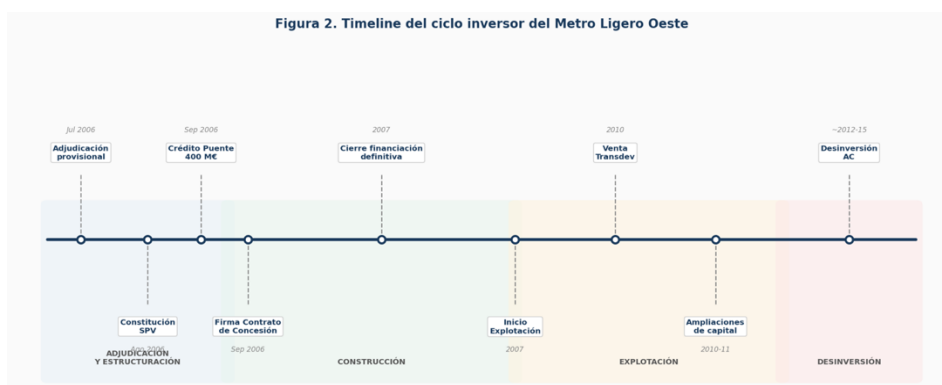 Figura 2. Timeline del ciclo inversor del Metro Ligero Oeste
Jul 2006
Sep 2006
2007
2010
~2012-15
Adjudicación
provisional
Crédito Puente
400 M€
Cierre financiación
definitiva
Venta
Transdev
Desinversión
AC
Constitución
SPV
Firma Contrato
de Concesión
Inicio
Explotación
Ampliaciones
de capital
Ago 2006
Sep 2006
2007
2010-11
ADJUDICACIÓN
Y ESTRUCTURACIÓN
CONSTRUCCIÓN
EXPLOTACIÓN
DESINVERSIÓN